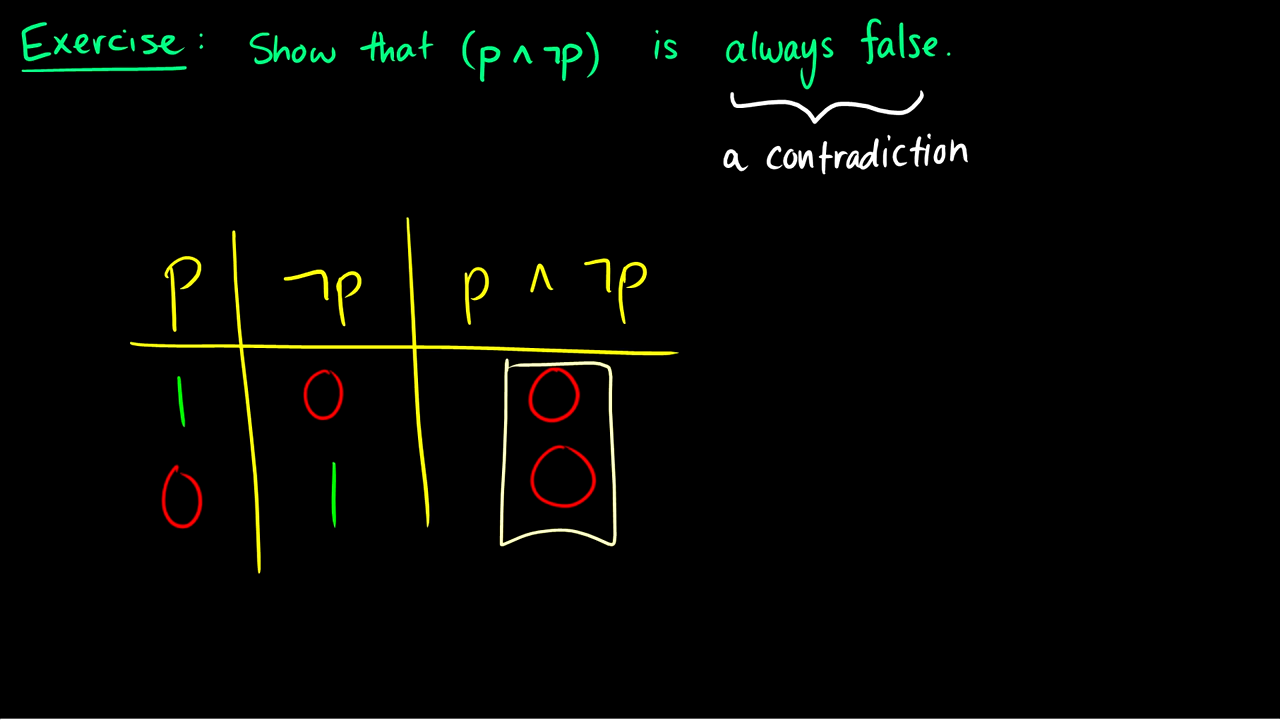 Exercise: Show that (p ∧ ¬p) is always false.
a contradiction
p ¬p p ∧ ¬p
1 0 0
0 1 0